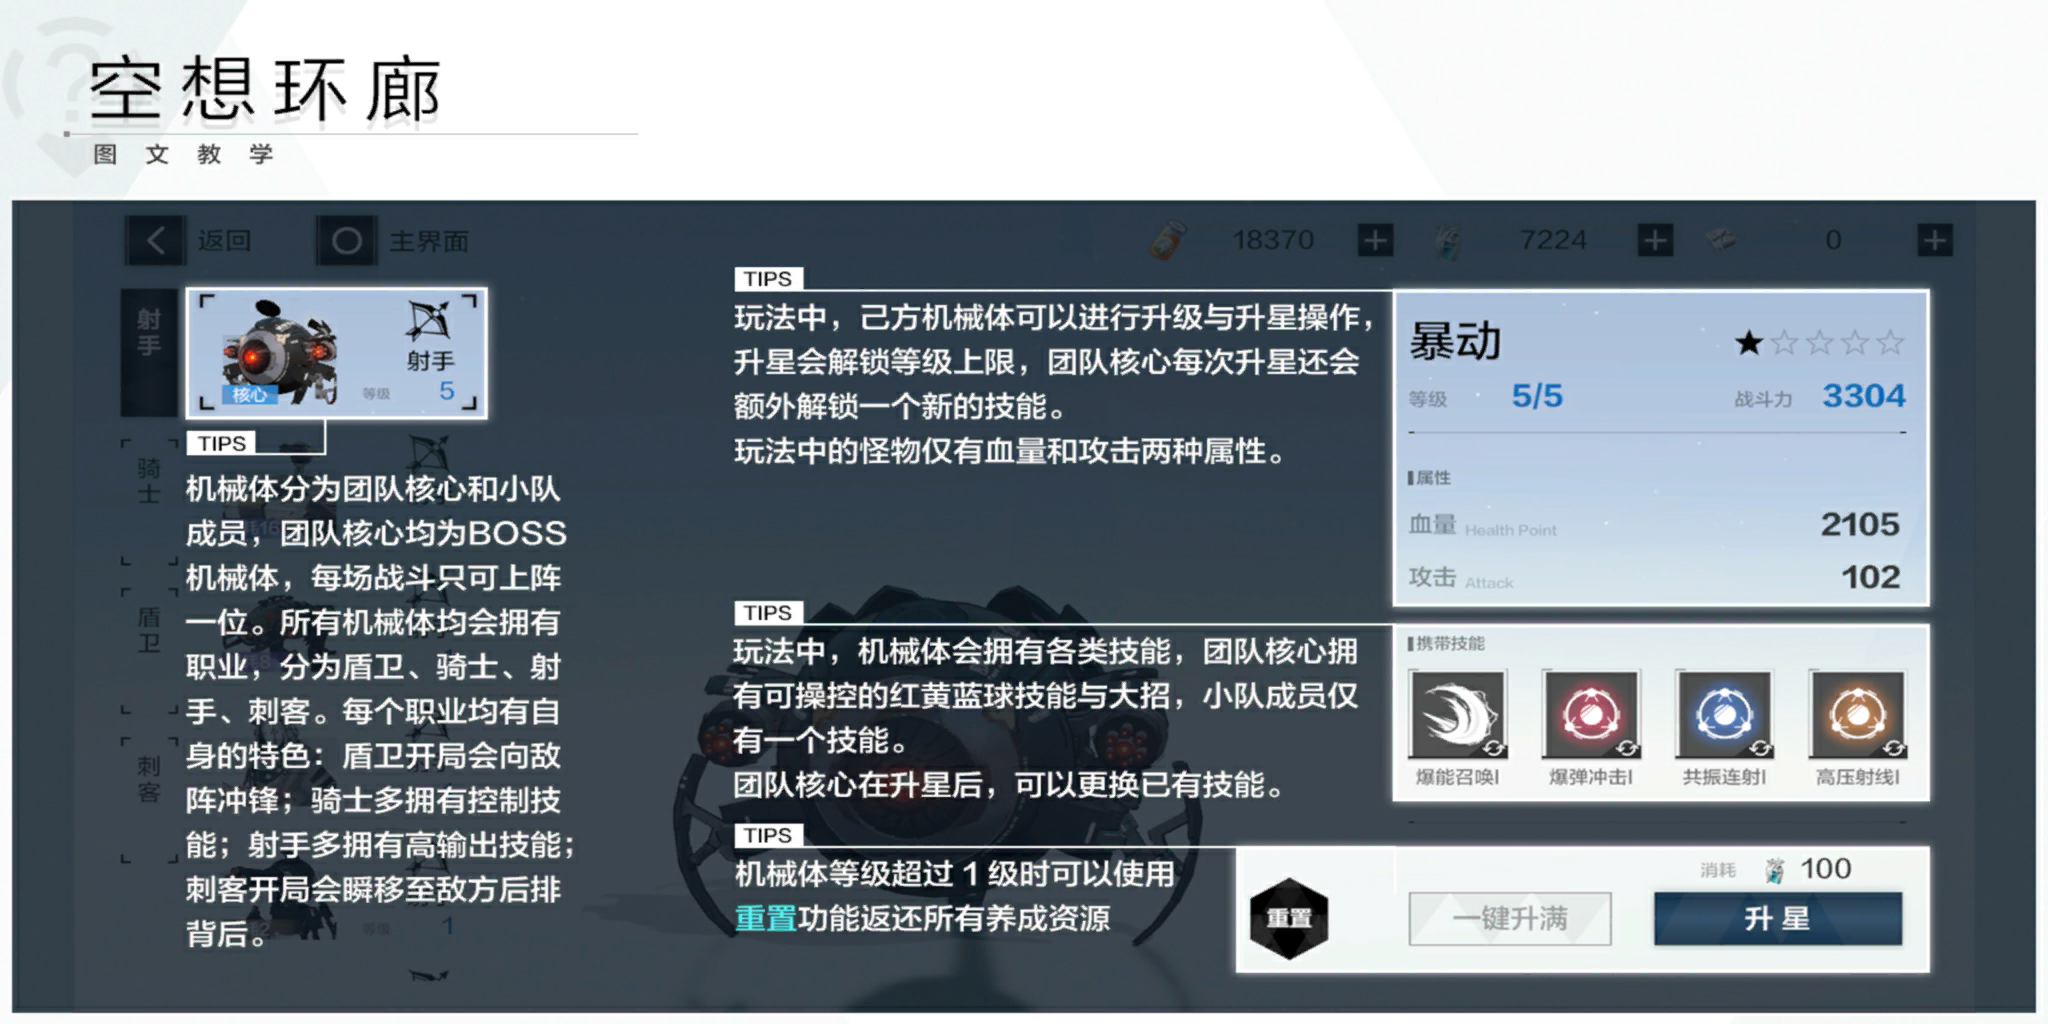 空想环廊
图文教学
返回
主界面
18370
7224
0
射手
射手
核心
等级
5
TIPS
机械体分为团队核心和小队
成员，团队核心均为BOSS
机械体，每场战斗只可上阵
一位。所有机械体均会拥有
职业，分为盾卫、骑士、射
手、刺客。每个职业均有自
身的特色：盾卫开局会向敌
阵冲锋；骑士多拥有控制技
能；射手多拥有高输出技能；
刺客开局会瞬移至敌方后排
背后。
骑士
盾卫
刺客
等级
1
TIPS
玩法中，己方机械体可以进行升级与升星操作，
升星会解锁等级上限，团队核心每次升星还会
额外解锁一个新的技能。
玩法中的怪物仅有血量和攻击两种属性。
暴动
等级
5/5
战斗力
3304
属性
血量 Health Point
2105
攻击 Attack
102
TIPS
玩法中，机械体会拥有各类技能，团队核心拥
有可操控的红黄蓝球技能与大招，小队成员仅
有一个技能。
团队核心在升星后，可以更换已有技能。
携带技能
爆能召唤I
爆弹冲击I
共振连射I
高压射线I
TIPS
机械体等级超过 1 级时可以使用
重置功能返还所有养成资源
重置
一键升满
消耗
100
升星